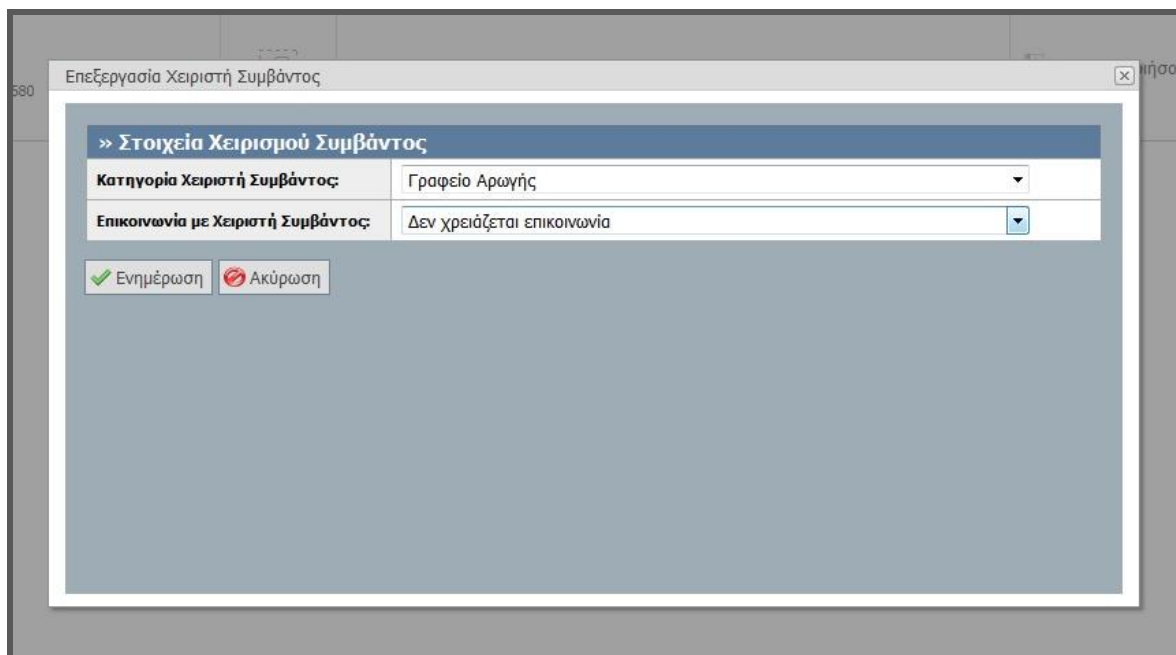 Επεξεργασία Χειριστή Συμβάντος
580
» Στοιχεία Χειρισμού Συμβάντος
Κατηγορία Χειριστή Συμβάντος: Γραφείο Αρωγής
Επικοινωνία με Χειριστή Συμβάντος: Δεν χρειάζεται επικοινωνία
Ενημέρωση Ακύρωση